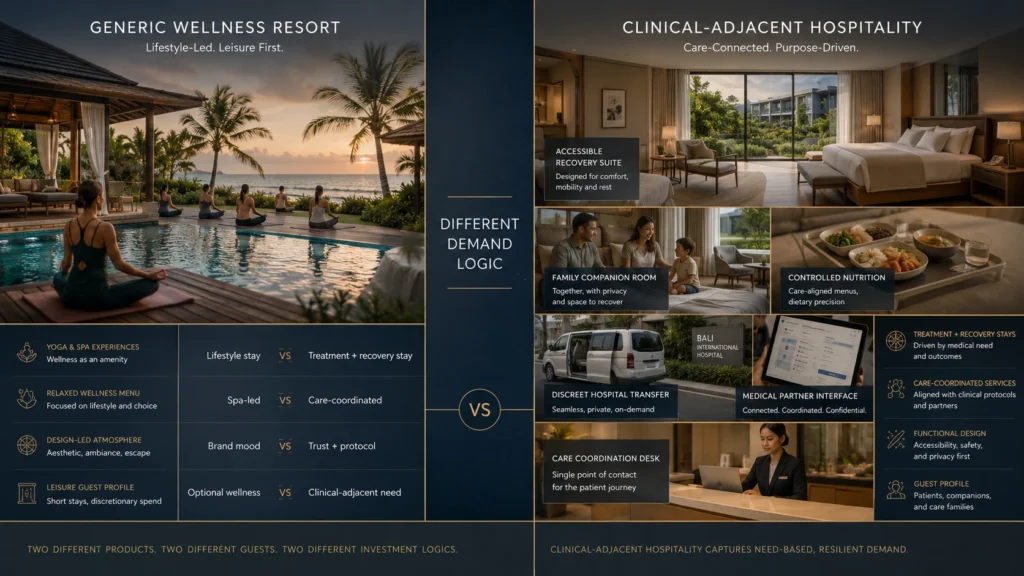 GENERIC WELLNESS RESORT
Lifestyle-Led. Leisure First.
YOGA & SPA EXPERIENCES
Wellness as an amenity
RELAXED WELLNESS MENU
Focused on lifestyle and choice
DESIGN-LED ATMOSPHERE
Aesthetic, ambiance, escape
LEISURE GUEST PROFILE
Short stays, discretionary spend
Lifestyle stay VS Treatment + recovery stay
Spa-led VS Care-coordinated
Brand mood VS Trust + protocol
Optional wellness VS Clinical-adjacent need
DIFFERENT
DEMAND
LOGIC
VS
CLINICAL-ADJACENT HOSPITALITY
Care-Connected. Purpose-Driven.
ACCESSIBLE
RECOVERY SUITE
Designed for comfort,
mobility and rest
FAMILY COMPANION ROOM
Together, with privacy
and space to recover
CONTROLLED NUTRITION
Care-aligned menus,
dietary precision
BALI
INTERNATIONAL
HOSPITAL
DISCREET HOSPITAL TRANSFER
Seamless, private, on-demand
MEDICAL PARTNER INTERFACE
Connected. Coordinated. Confidential.
CARE COORDINATION DESK
Single point of contact
for the patient journey
TREATMENT + RECOVERY STAYS
Driven by medical need
and outcomes
CARE-COORDINATED SERVICES
Aligned with clinical protocols
and partners
FUNCTIONAL DESIGN
Accessibility, safety,
and privacy first
GUEST PROFILE
Patients, companions,
and care families
TWO DIFFERENT PRODUCTS. TWO DIFFERENT GUESTS. TWO DIFFERENT INVESTMENT LOGICS.
CLINICAL-ADJACENT HOSPITALITY CAPTURES NEED-BASED, RESILIENT DEMAND.